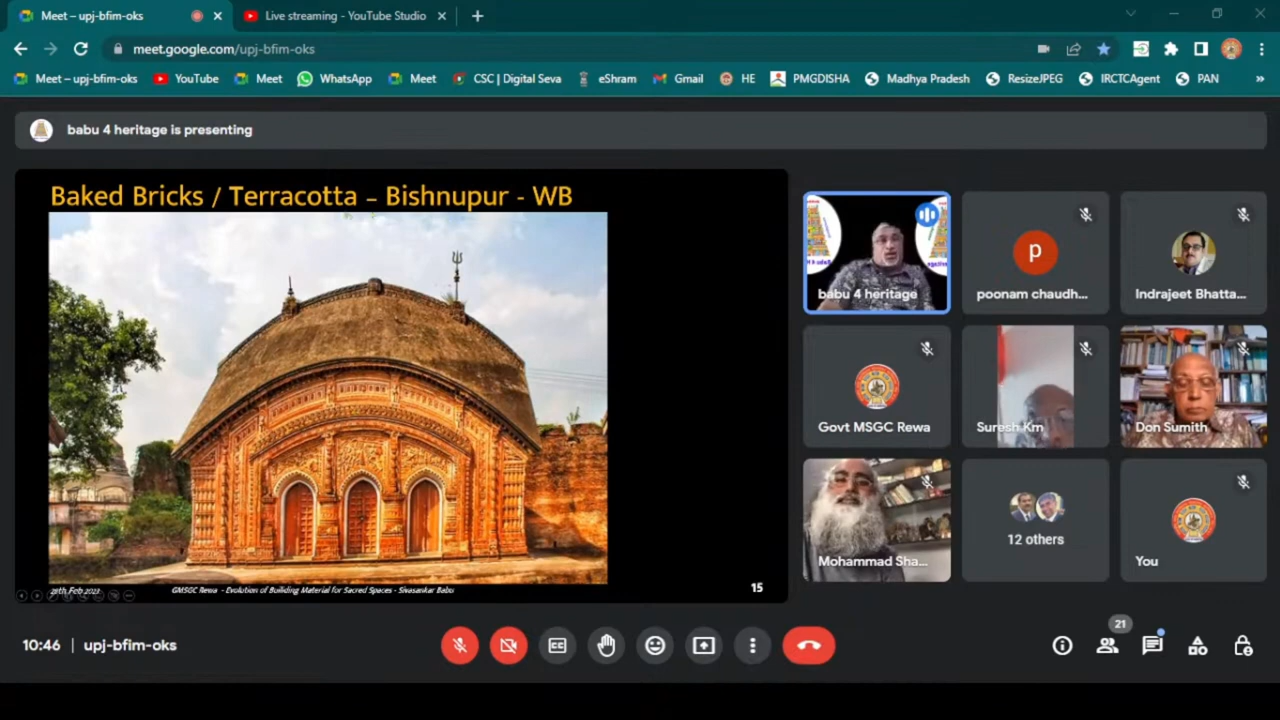 Meet – upj-bfim-oks
Live streaming - YouTube Studio
meet.google.com/upj-bfim-oks
Meet – upj-bfim-oks
YouTube
Meet
WhatsApp
Meet
CSC | Digital Seva
eShram
Gmail
HE
PMGDISHA
Madhya Pradesh
ResizeJPEG
IRCTCAgent
PAN
»
babu 4 heritage is presenting
Baked Bricks / Terracotta – Bishnupur - WB
GMSGC Rewa - Evolution of Building Material for Sacred Spaces - Sivasankar Babu
15
babu 4 heritage
p
poonam chaudh...
Indrajeet Bhatta...
Govt MSGC Rewa
Suresh Km
Don Sumith
Mohammad Sha...
12 others
You
10:46 | upj-bfim-oks
CC
21